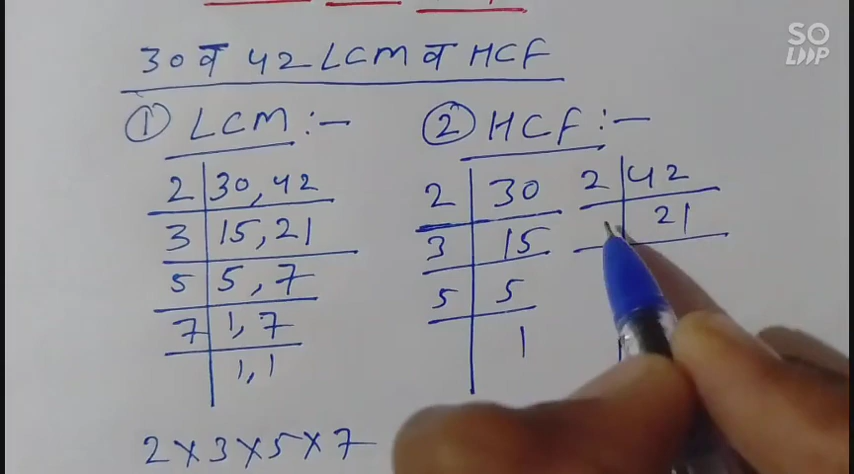 30 व 42 LCM व HCF
① LCM :- ② HCF :-
2 | 30, 42
3 | 15, 21
5 | 5, 7
7 | 1, 7
1, 1
2 × 3 × 5 × 7
2 | 30
3 | 15
5 | 5
1
2 | 42
21
SO
LOOP